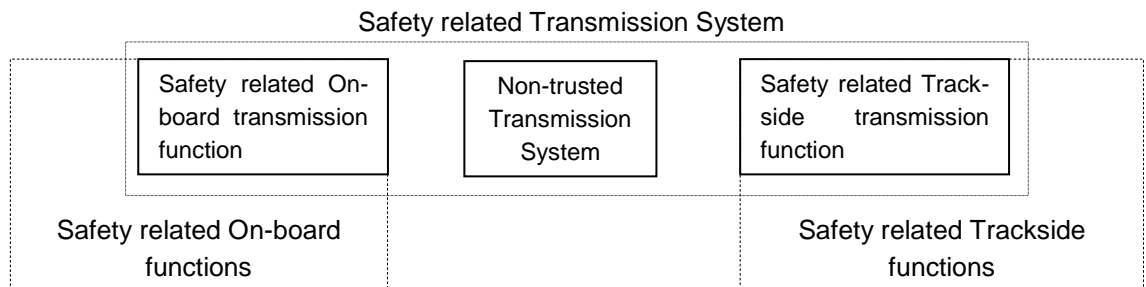 Safety related Transmission System
Safety related On-
board transmission
function
Non-trusted
Transmission
System
Safety related Track-
side transmission
function
Safety related On-board
functions
Safety related Trackside
functions